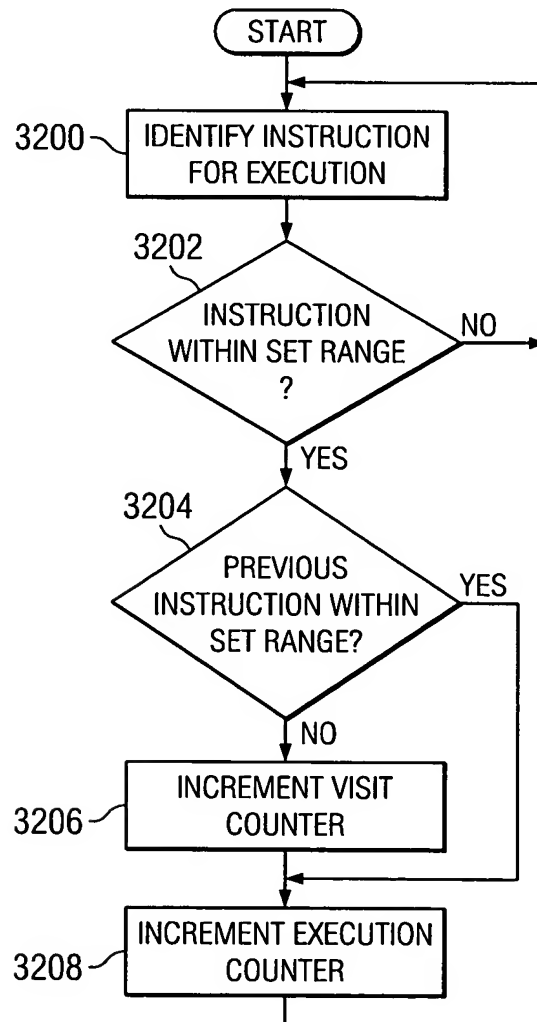 START
3200
IDENTIFY INSTRUCTION
FOR EXECUTION
3202
INSTRUCTION
WITHIN SET RANGE
?
NO
YES
3204
PREVIOUS
INSTRUCTION WITHIN
SET RANGE?
YES
NO
3206
INCREMENT VISIT
COUNTER
3208
INCREMENT EXECUTION
COUNTER